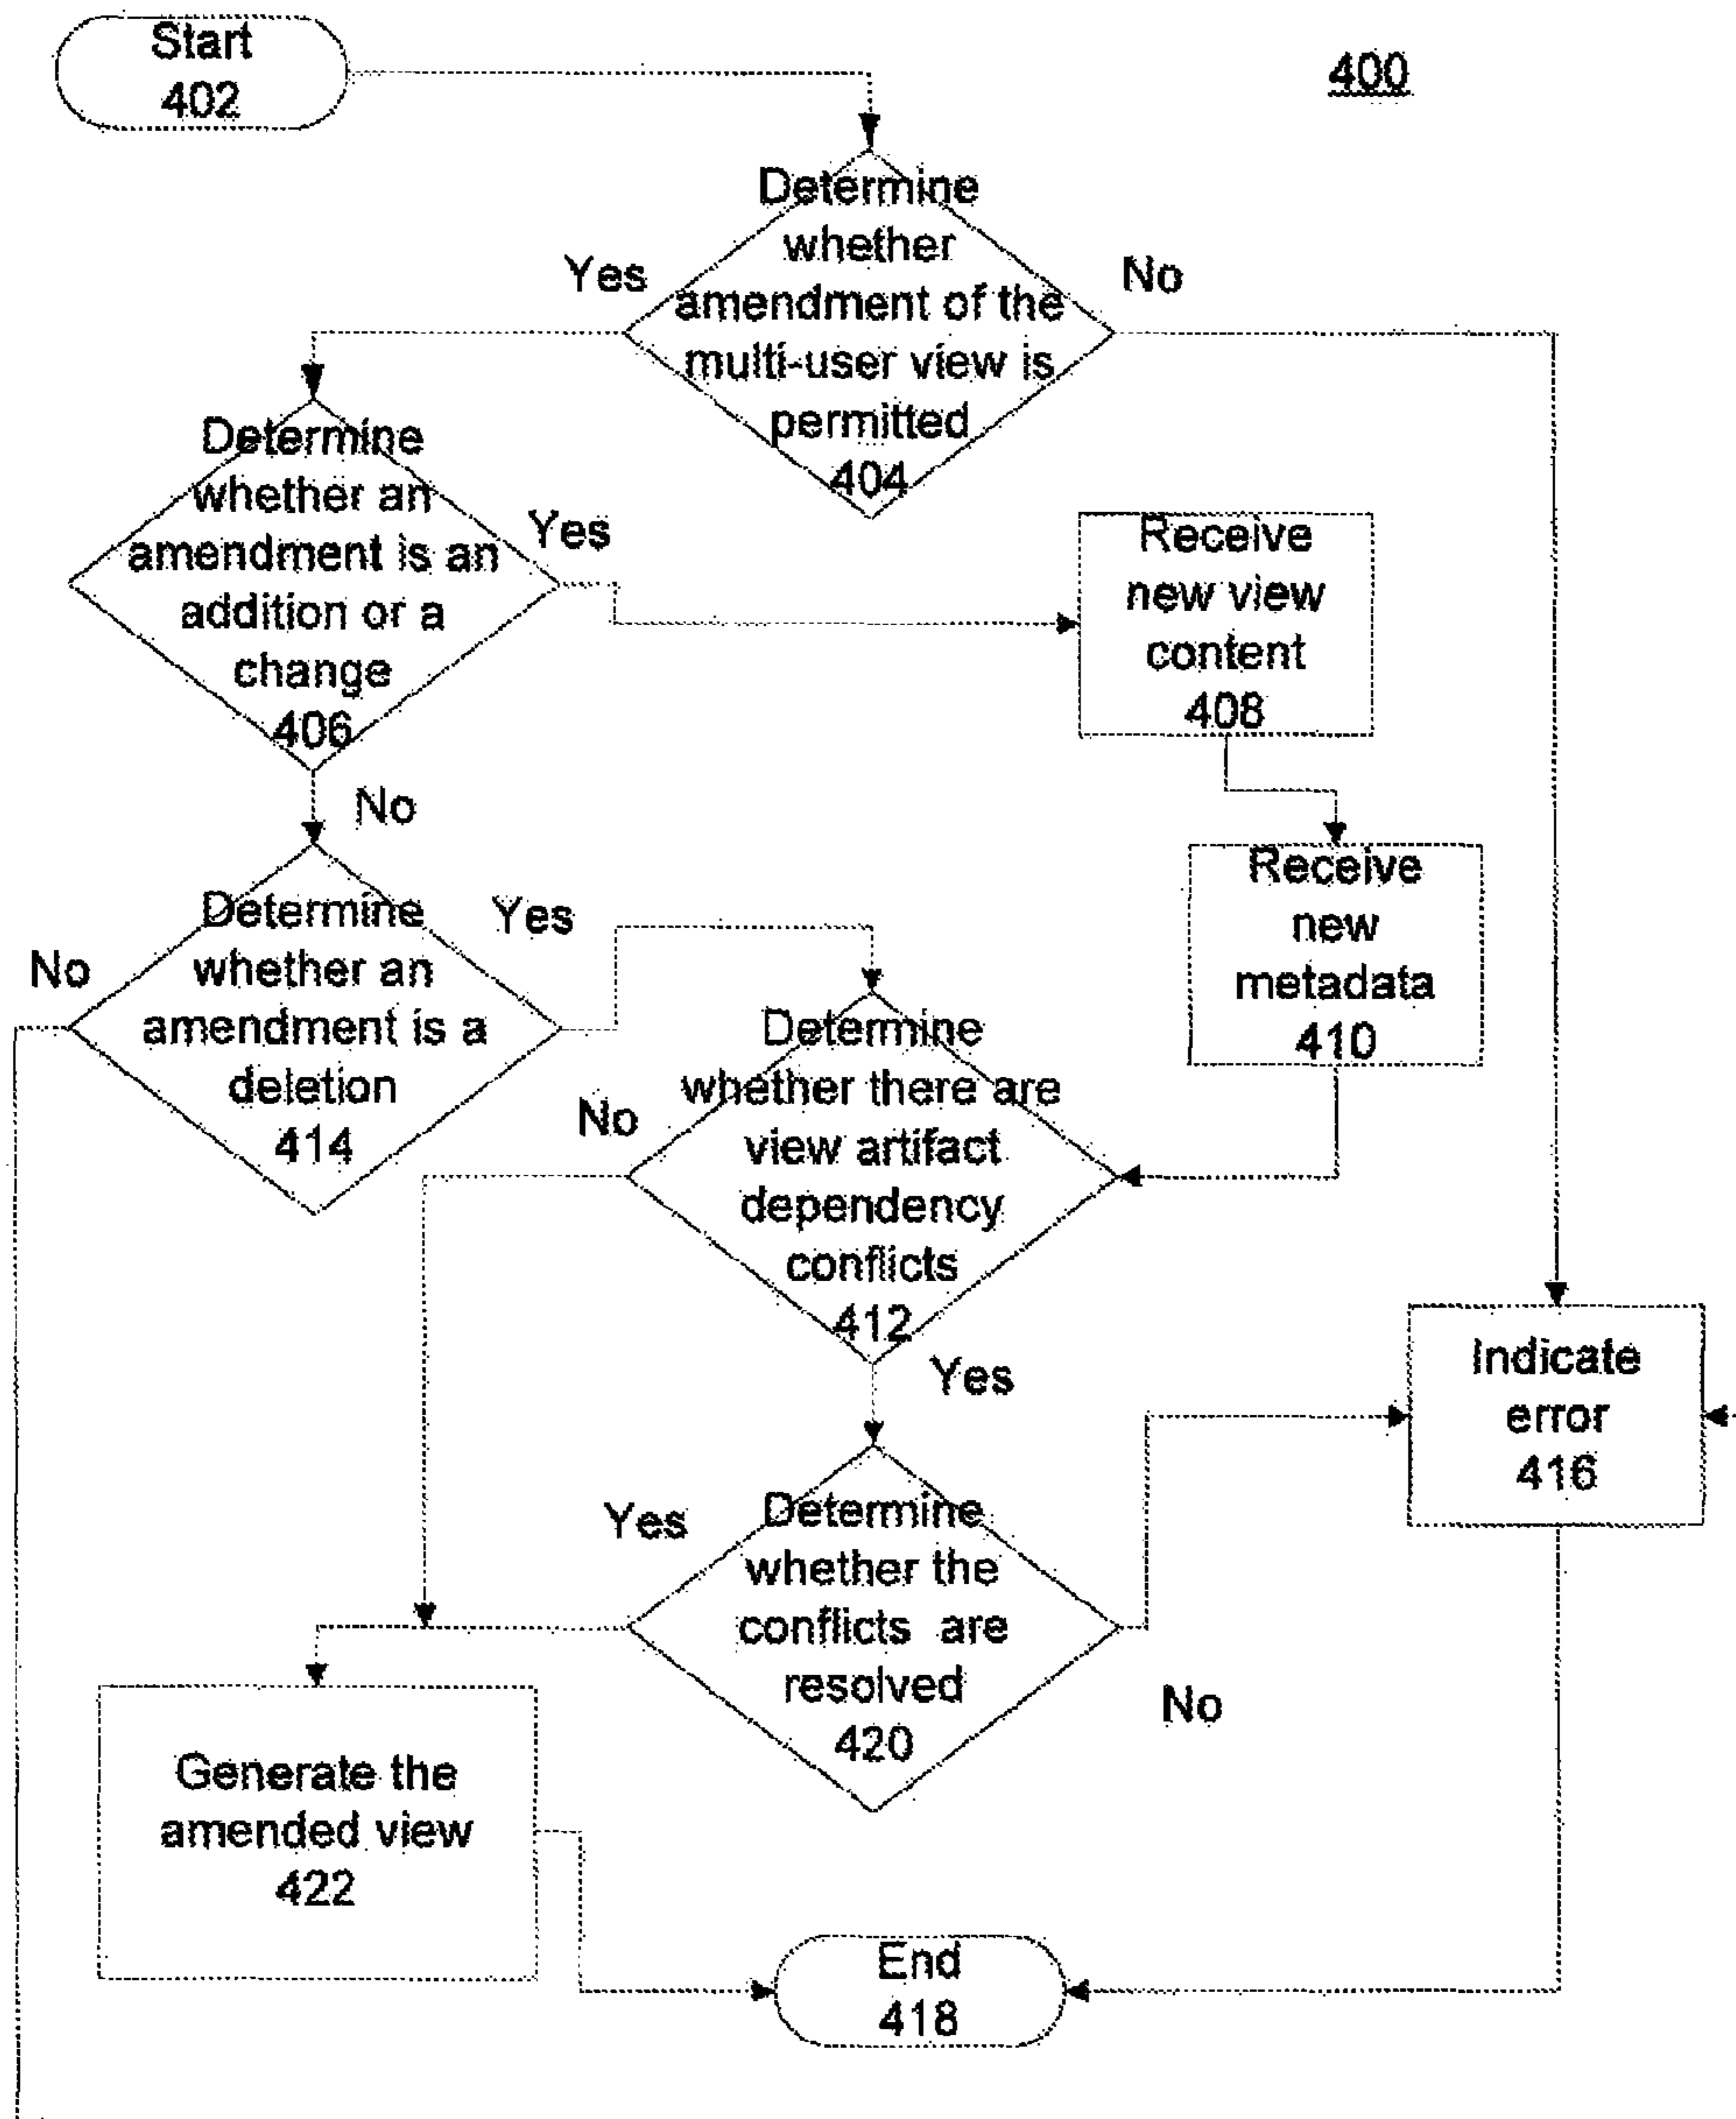 Start
402
400
Determine
whether
amendment of the
multi-user view is
permitted
404
Yes
No
Determine
whether an
amendment is an
addition or a
change
406
Yes
No
Receive
new view
content
408
Receive
new
metadata
410
Determine
whether an
amendment is a
deletion
414
No
Yes
Determine
whether there are
view artifact
dependency
conflicts
412
No
Yes
Indicate
error
416
Determine
whether the
conflicts are
resolved
420
Yes
No
Generate the
amended view
422
End
418